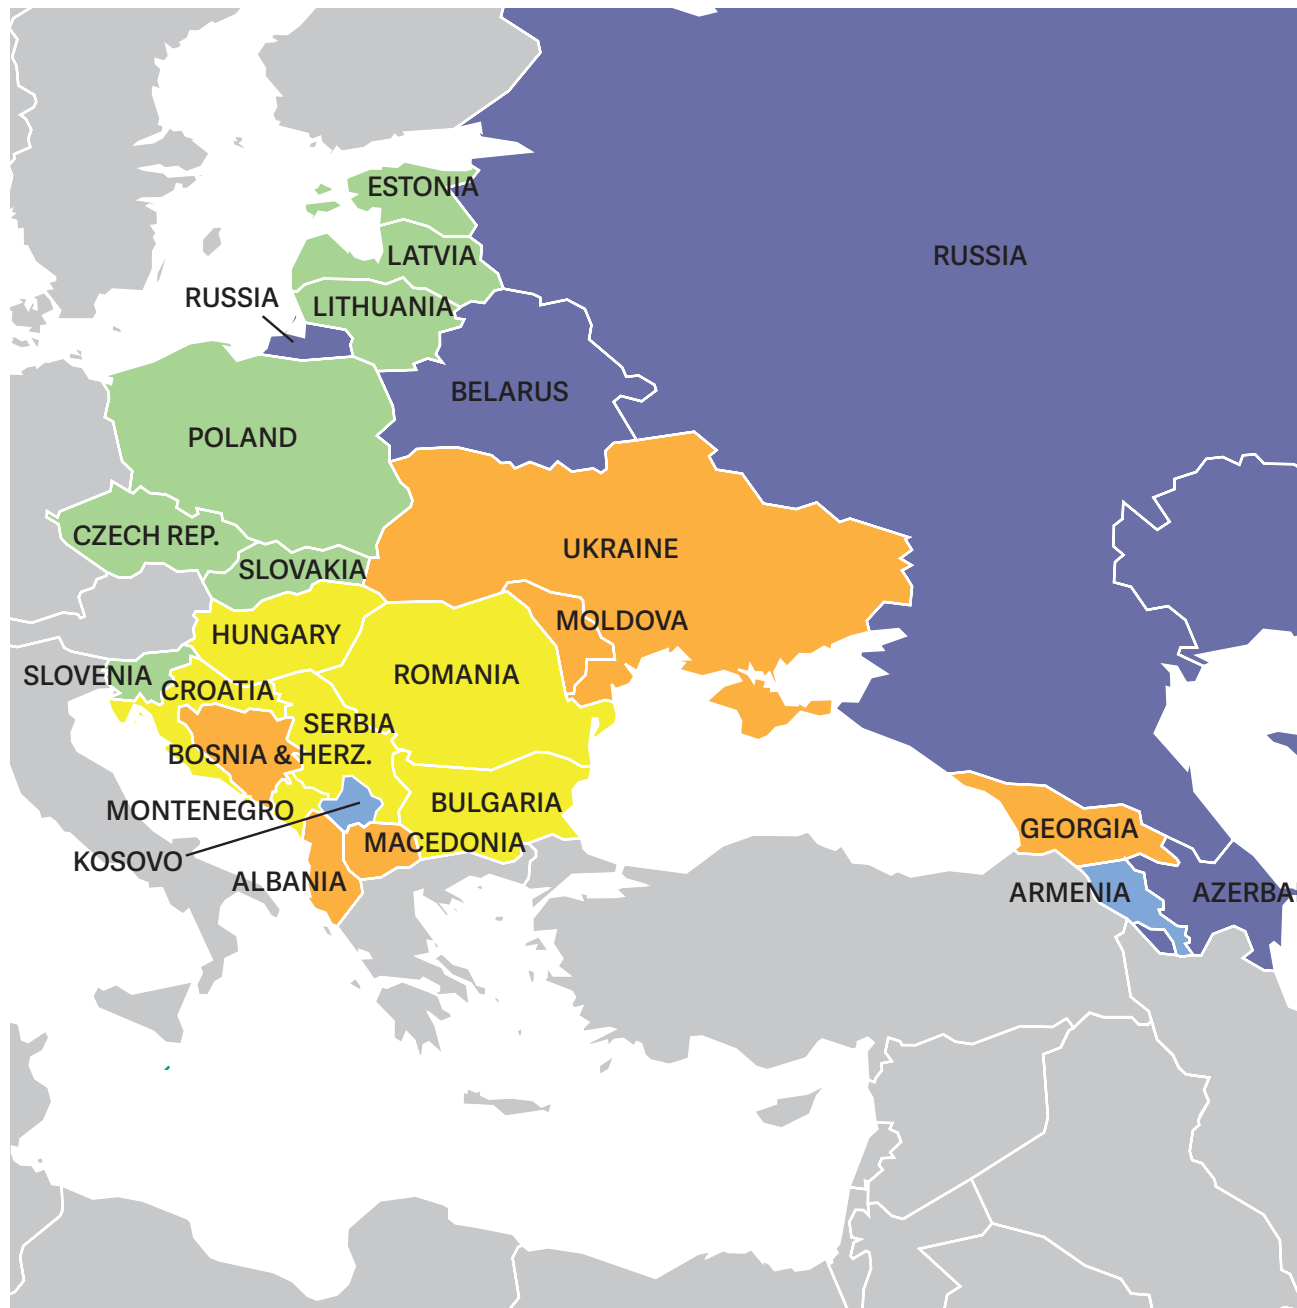 ESTONIA
LATVIA
RUSSIA
RUSSIA
LITHUANIA
BELARUS
POLAND
CZECH REP.
UKRAINE
SLOVAKIA
MOLDOVA
HUNGARY
SLOVENIA
ROMANIA
CROATIA
SERBIA
BOSNIA & HERZ.
MONTENEGRO
BULGARIA
GEORGIA
MACEDONIA
KOSOVO
ALBANIA
ARMENIA
AZERBAI